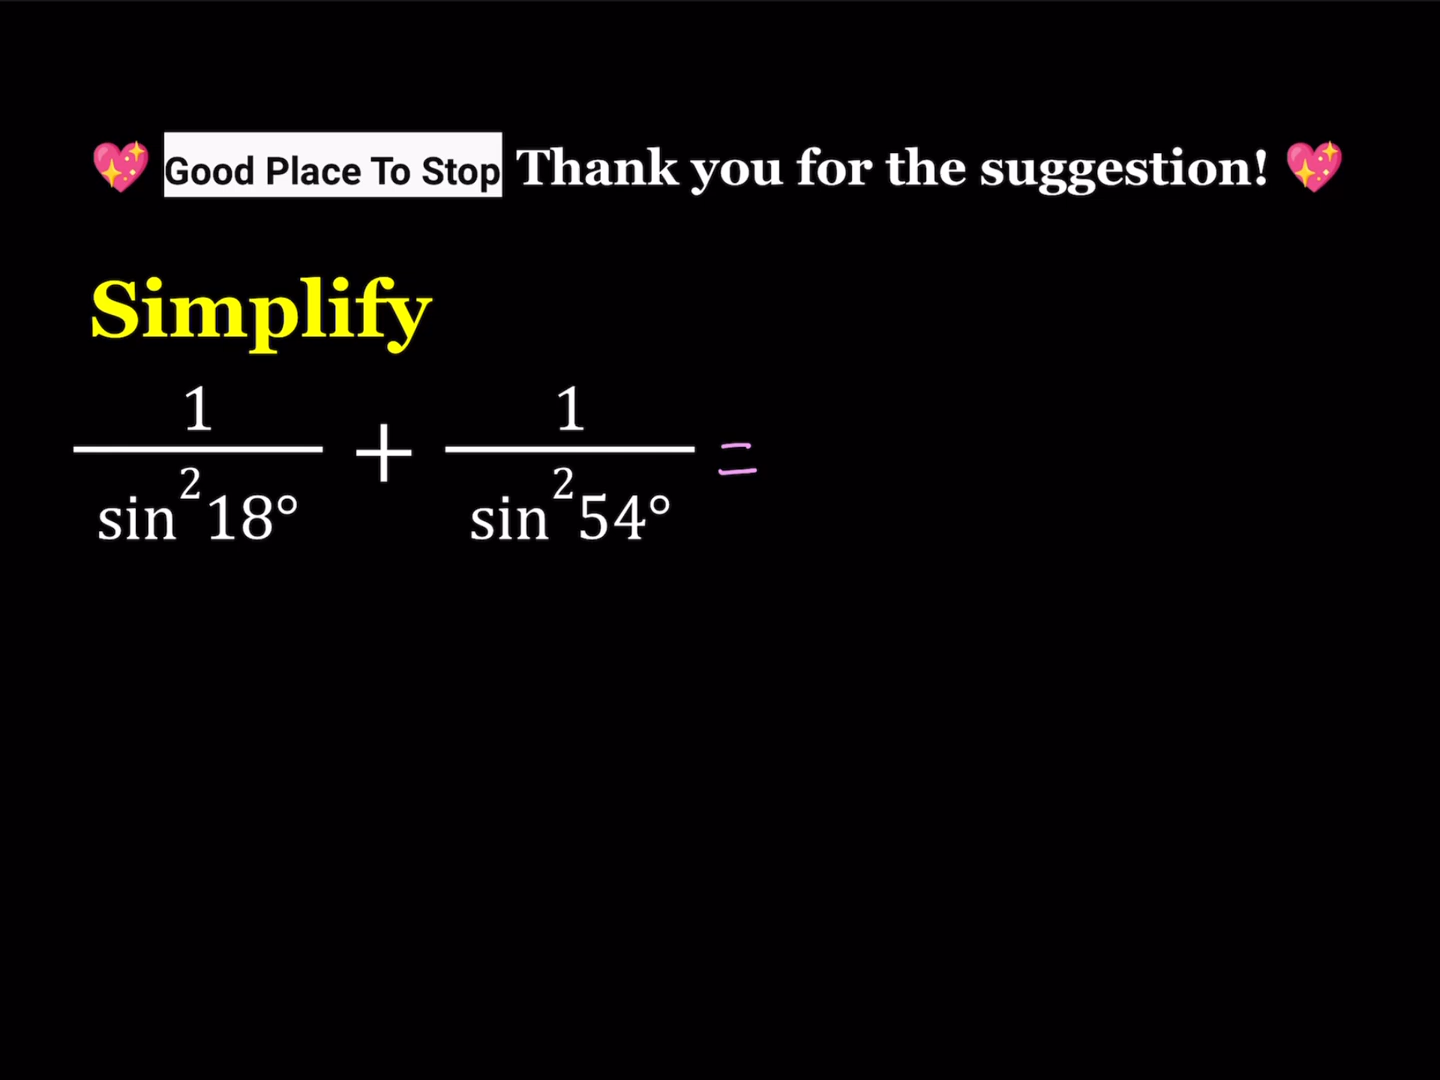 💖 Good Place To Stop Thank you for the suggestion! 💖
Simplify
1/sin²18° + 1/sin²54° =